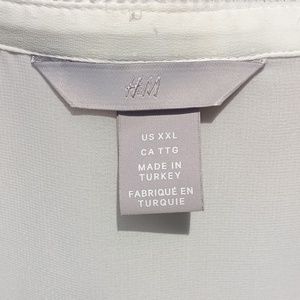 H&M
US XXL
CA TTG
MADE IN
TURKEY
FABRIQUÉ EN
TURQUIE